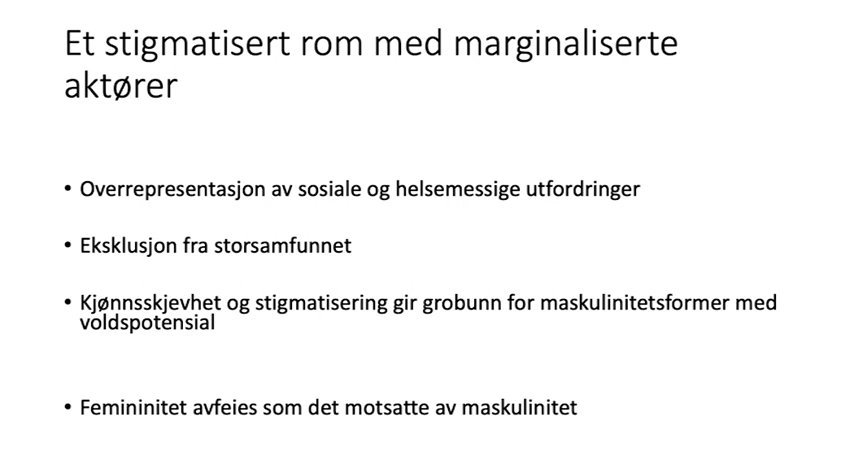 Et stigmatisert rom med marginaliserte
aktører
• Overrepresentasjon av sosiale og helsemessige utfordringer
• Eksklusjon fra storsamfunnet
• Kjønnsskjevhet og stigmatisering gir grobunn for maskulinitetsformer med
voldspotensial
• Femininitet avfeies som det motsatte av maskulinitet